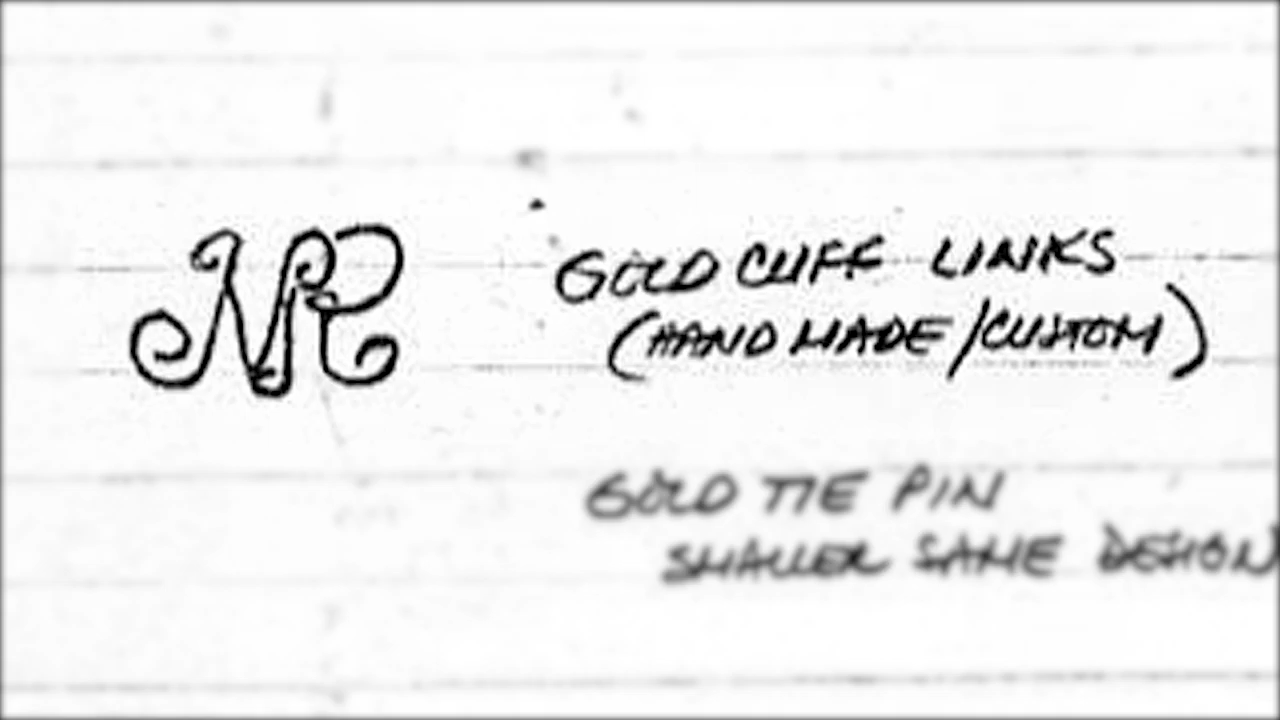 NR
GOLD CUFF LINKS
(HAND MADE/CUSTOM)
GOLD TIE PIN
SMALLER SAME DESIGN